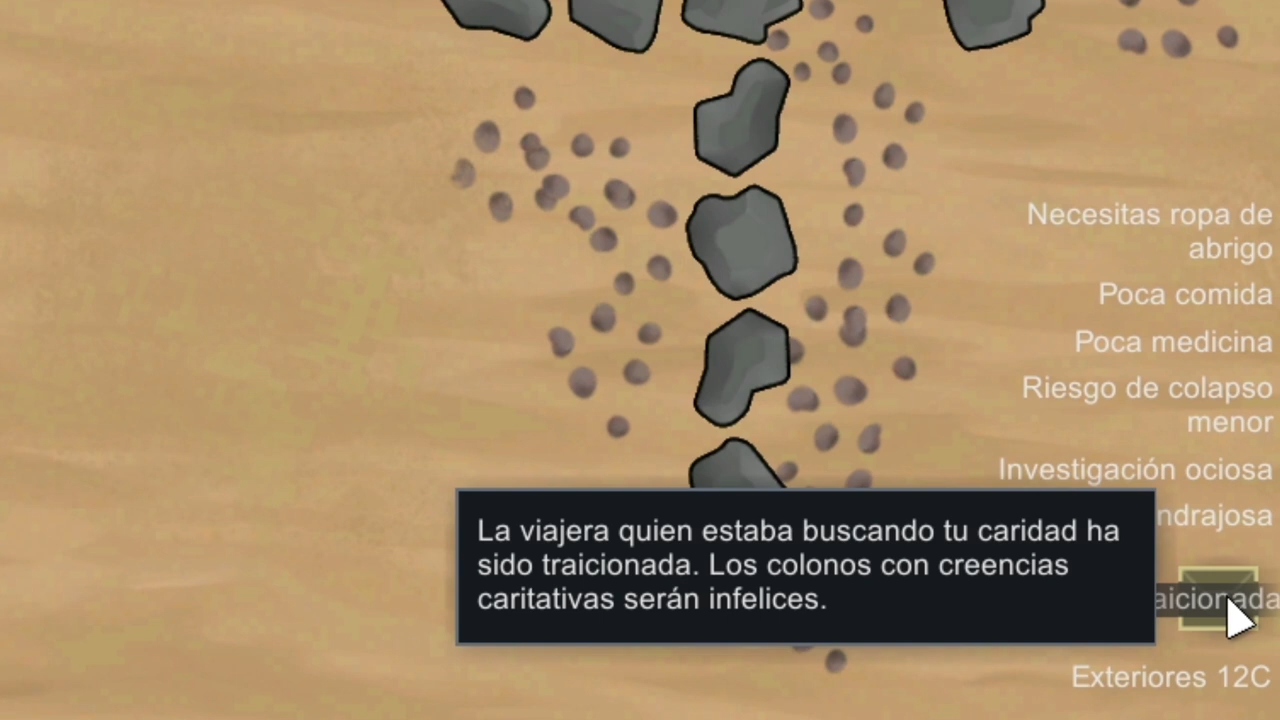 Necesitas ropa de
abrigo
Poca comida
Poca medicina
Riesgo de colapso
menor
Investigación ociosa
La viajera quien estaba buscando tu caridad ha
sido traicionada. Los colonos con creencias
caritativas serán infelices.
Exteriores 12C